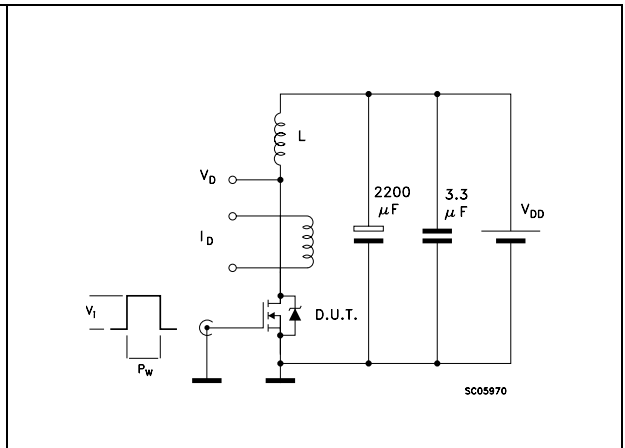 L
V_D
2200
μF
3.3
μF
V_DD
I_D
V_i
P_W
D.U.T.
SC05970